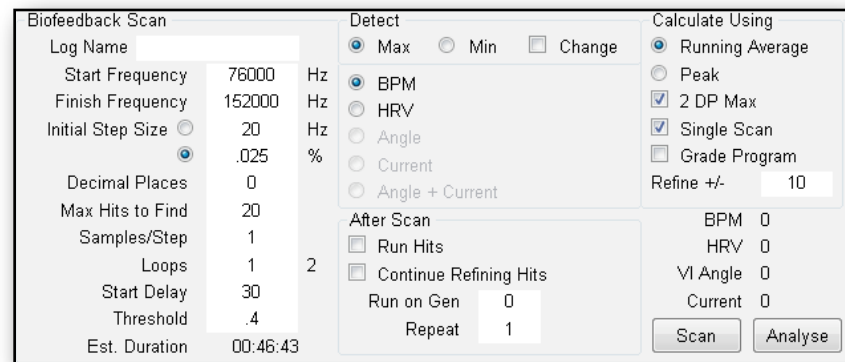 Biofeedback Scan
Log Name
Start Frequency 76000 Hz
Finish Frequency 152000 Hz
Initial Step Size 20 Hz
.025 %
Decimal Places 0
Max Hits to Find 20
Samples/Step 1
Loops 1 2
Start Delay 30
Threshold .4
Est. Duration 00:46:43
Detect
Max Min Change
BPM
HRV
Angle
Current
Angle + Current
After Scan
Run Hits
Continue Refining Hits
Run on Gen 0
Repeat 1
Calculate Using
Running Average
Peak
2 DP Max
Single Scan
Grade Program
Refine +/- 10
BPM 0
HRV 0
VI Angle 0
Current 0
Scan Analyse